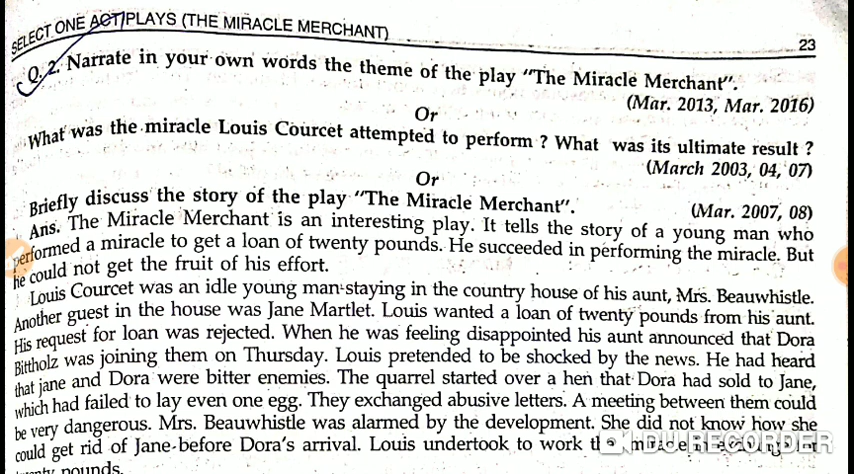 SELECT ONE ACT PLAYS (THE MIRACLE MERCHANT)
23
Q. 2. Narrate in your own words the theme of the play "The Miracle Merchant".
(Mar. 2013, Mar. 2016)
Or
What was the miracle Louis Courcet attempted to perform ? What was its ultimate result ?
(March 2003, 04, 07)
Or
Briefly discuss the story of the play "The Miracle Merchant".
(Mar. 2007, 08)
Ans. The Miracle Merchant is an interesting play. It tells the story of a young man who
performed a miracle to get a loan of twenty pounds. He succeeded in performing the miracle. But
he could not get the fruit of his effort.
Louis Courcet was an idle young man staying in the country house of his aunt, Mrs. Beauwhistle.
Another guest in the house was Jane Martlet. Louis wanted a loan of twenty pounds from his aunt.
His request for loan was rejected. When he was feeling disappointed his aunt announced that Dora
Bittholz was joining them on Thursday. Louis pretended to be shocked by the news. He had heard
that jane and Dora were bitter enemies. The quarrel started over a hen that Dora had sold to Jane,
which had failed to lay even one egg. They exchanged abusive letters. A meeting between them could
be very dangerous. Mrs. Beauwhistle was alarmed by the development. She did not know how she
could get rid of Jane-before Dora's arrival. Louis undertook to work
DU RECORDER
pounds.